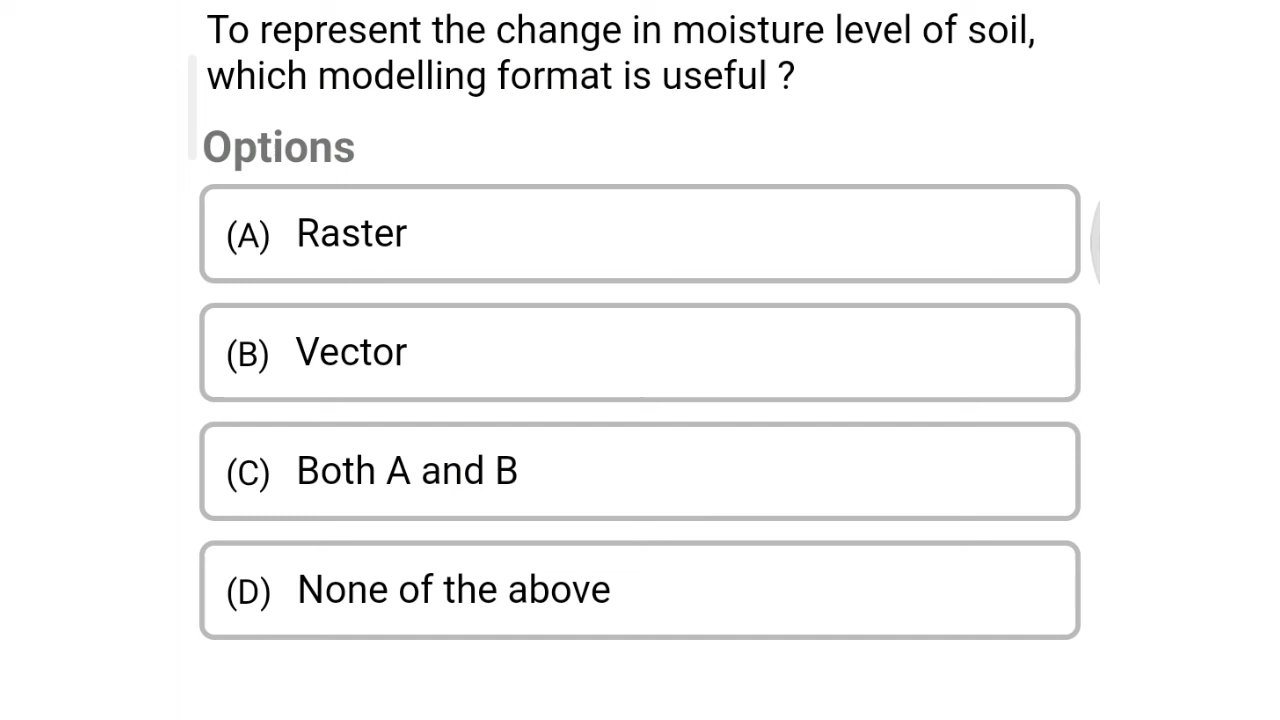 To represent the change in moisture level of soil,
which modelling format is useful ?
Options
(A) Raster
(B) Vector
(C) Both A and B
(D) None of the above